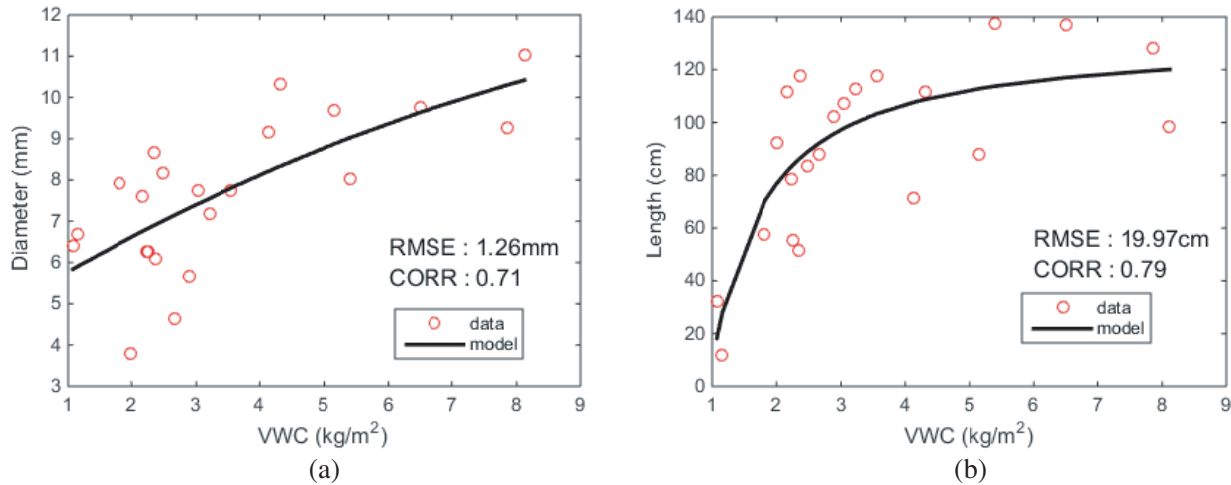 12
11
10
9
8
7
6
5
4
3
Diameter (mm)
RMSE : 1.26mm
CORR : 0.71
data
model
1 2 3 4 5 6 7 8 9
VWC (kg/m²)
(a)
140
120
100
80
60
40
20
0
Length (cm)
RMSE : 19.97cm
CORR : 0.79
data
model
1 2 3 4 5 6 7 8 9
VWC (kg/m²)
(b)